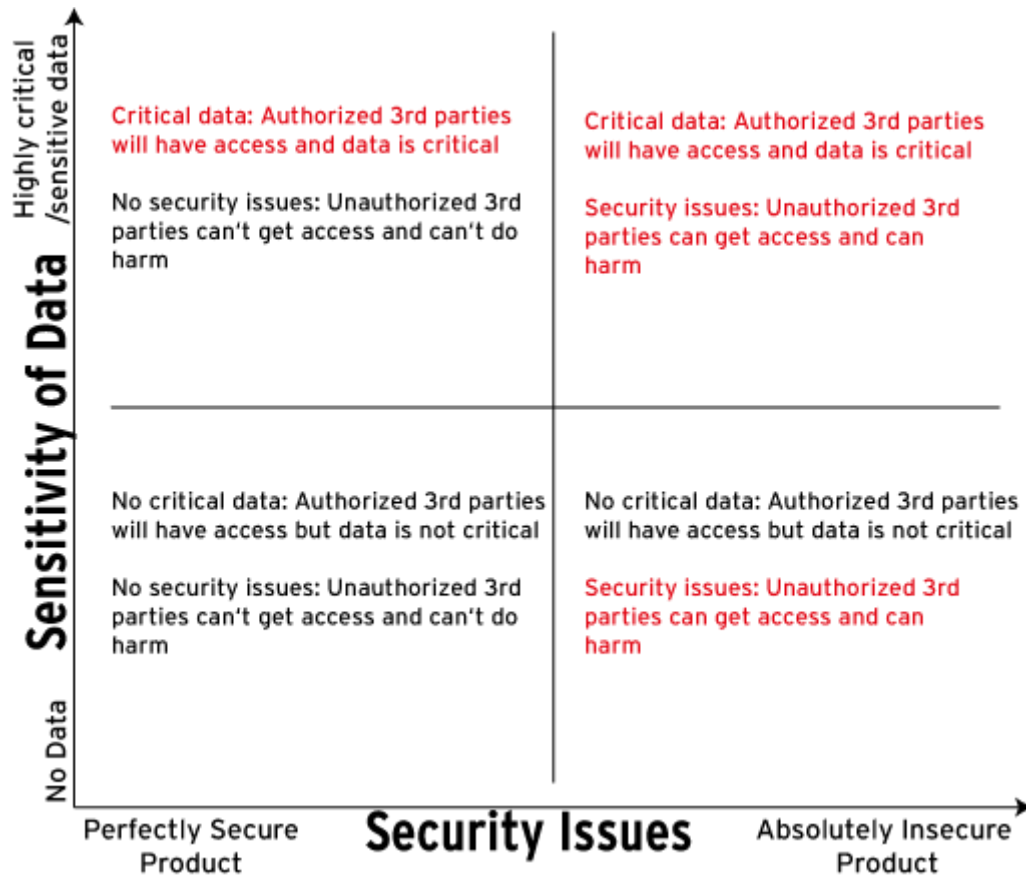 Highly critical
/sensitive data
Sensitivity of Data
No Data
Critical data: Authorized 3rd parties
will have access and data is critical
No security issues: Unauthorized 3rd
parties can't get access and can't do
harm
Critical data: Authorized 3rd parties
will have access and data is critical
Security issues: Unauthorized 3rd
parties can get access and can
harm
No critical data: Authorized 3rd parties
will have access but data is not critical
No security issues: Unauthorized 3rd
parties can't get access and can't do
harm
No critical data: Authorized 3rd parties
will have access but data is not critical
Security issues: Unauthorized 3rd
parties can get access and can
harm
Perfectly Secure
Product
Security Issues
Absolutely Insecure
Product